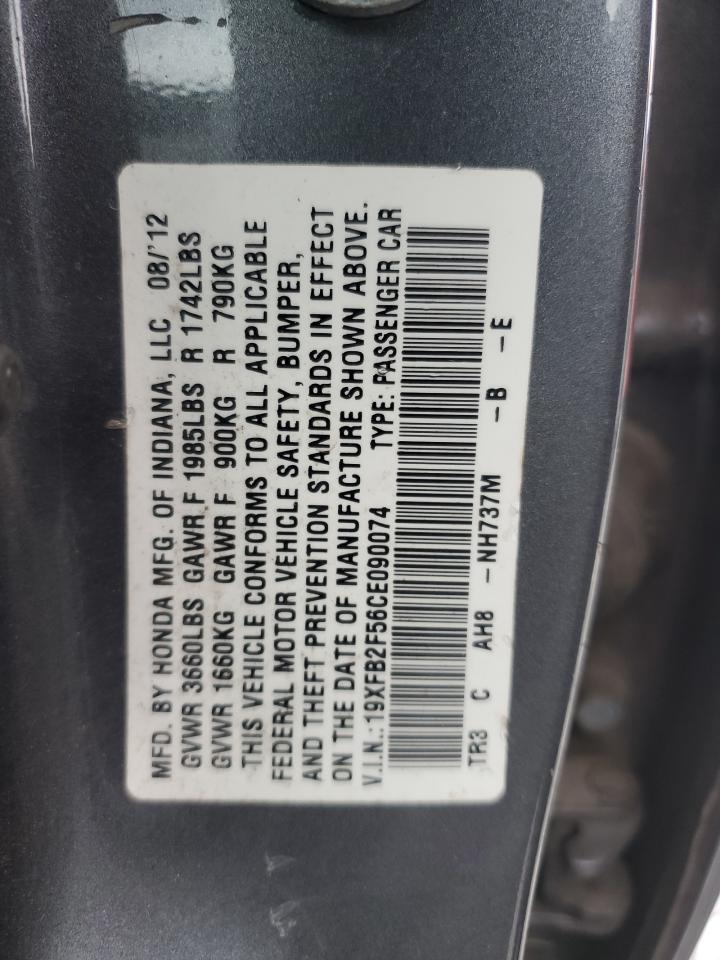 MFD. BY HONDA MFG. OF INDIANA, LLC 08/'12
GVWR 3660LBS GAWR F 1985LBS R 1742LBS
GVWR 1660KG GAWR F 900KG R 790KG
THIS VEHICLE CONFORMS TO ALL APPLICABLE
FEDERAL MOTOR VEHICLE SAFETY, BUMPER,
AND THEFT PREVENTION STANDARDS IN EFFECT
ON THE DATE OF MANUFACTURE SHOWN ABOVE.
V.I.N.:19XFB2F56CE090074 TYPE: PASSENGER CAR
TR3 C AH8 -NH737M -B -E